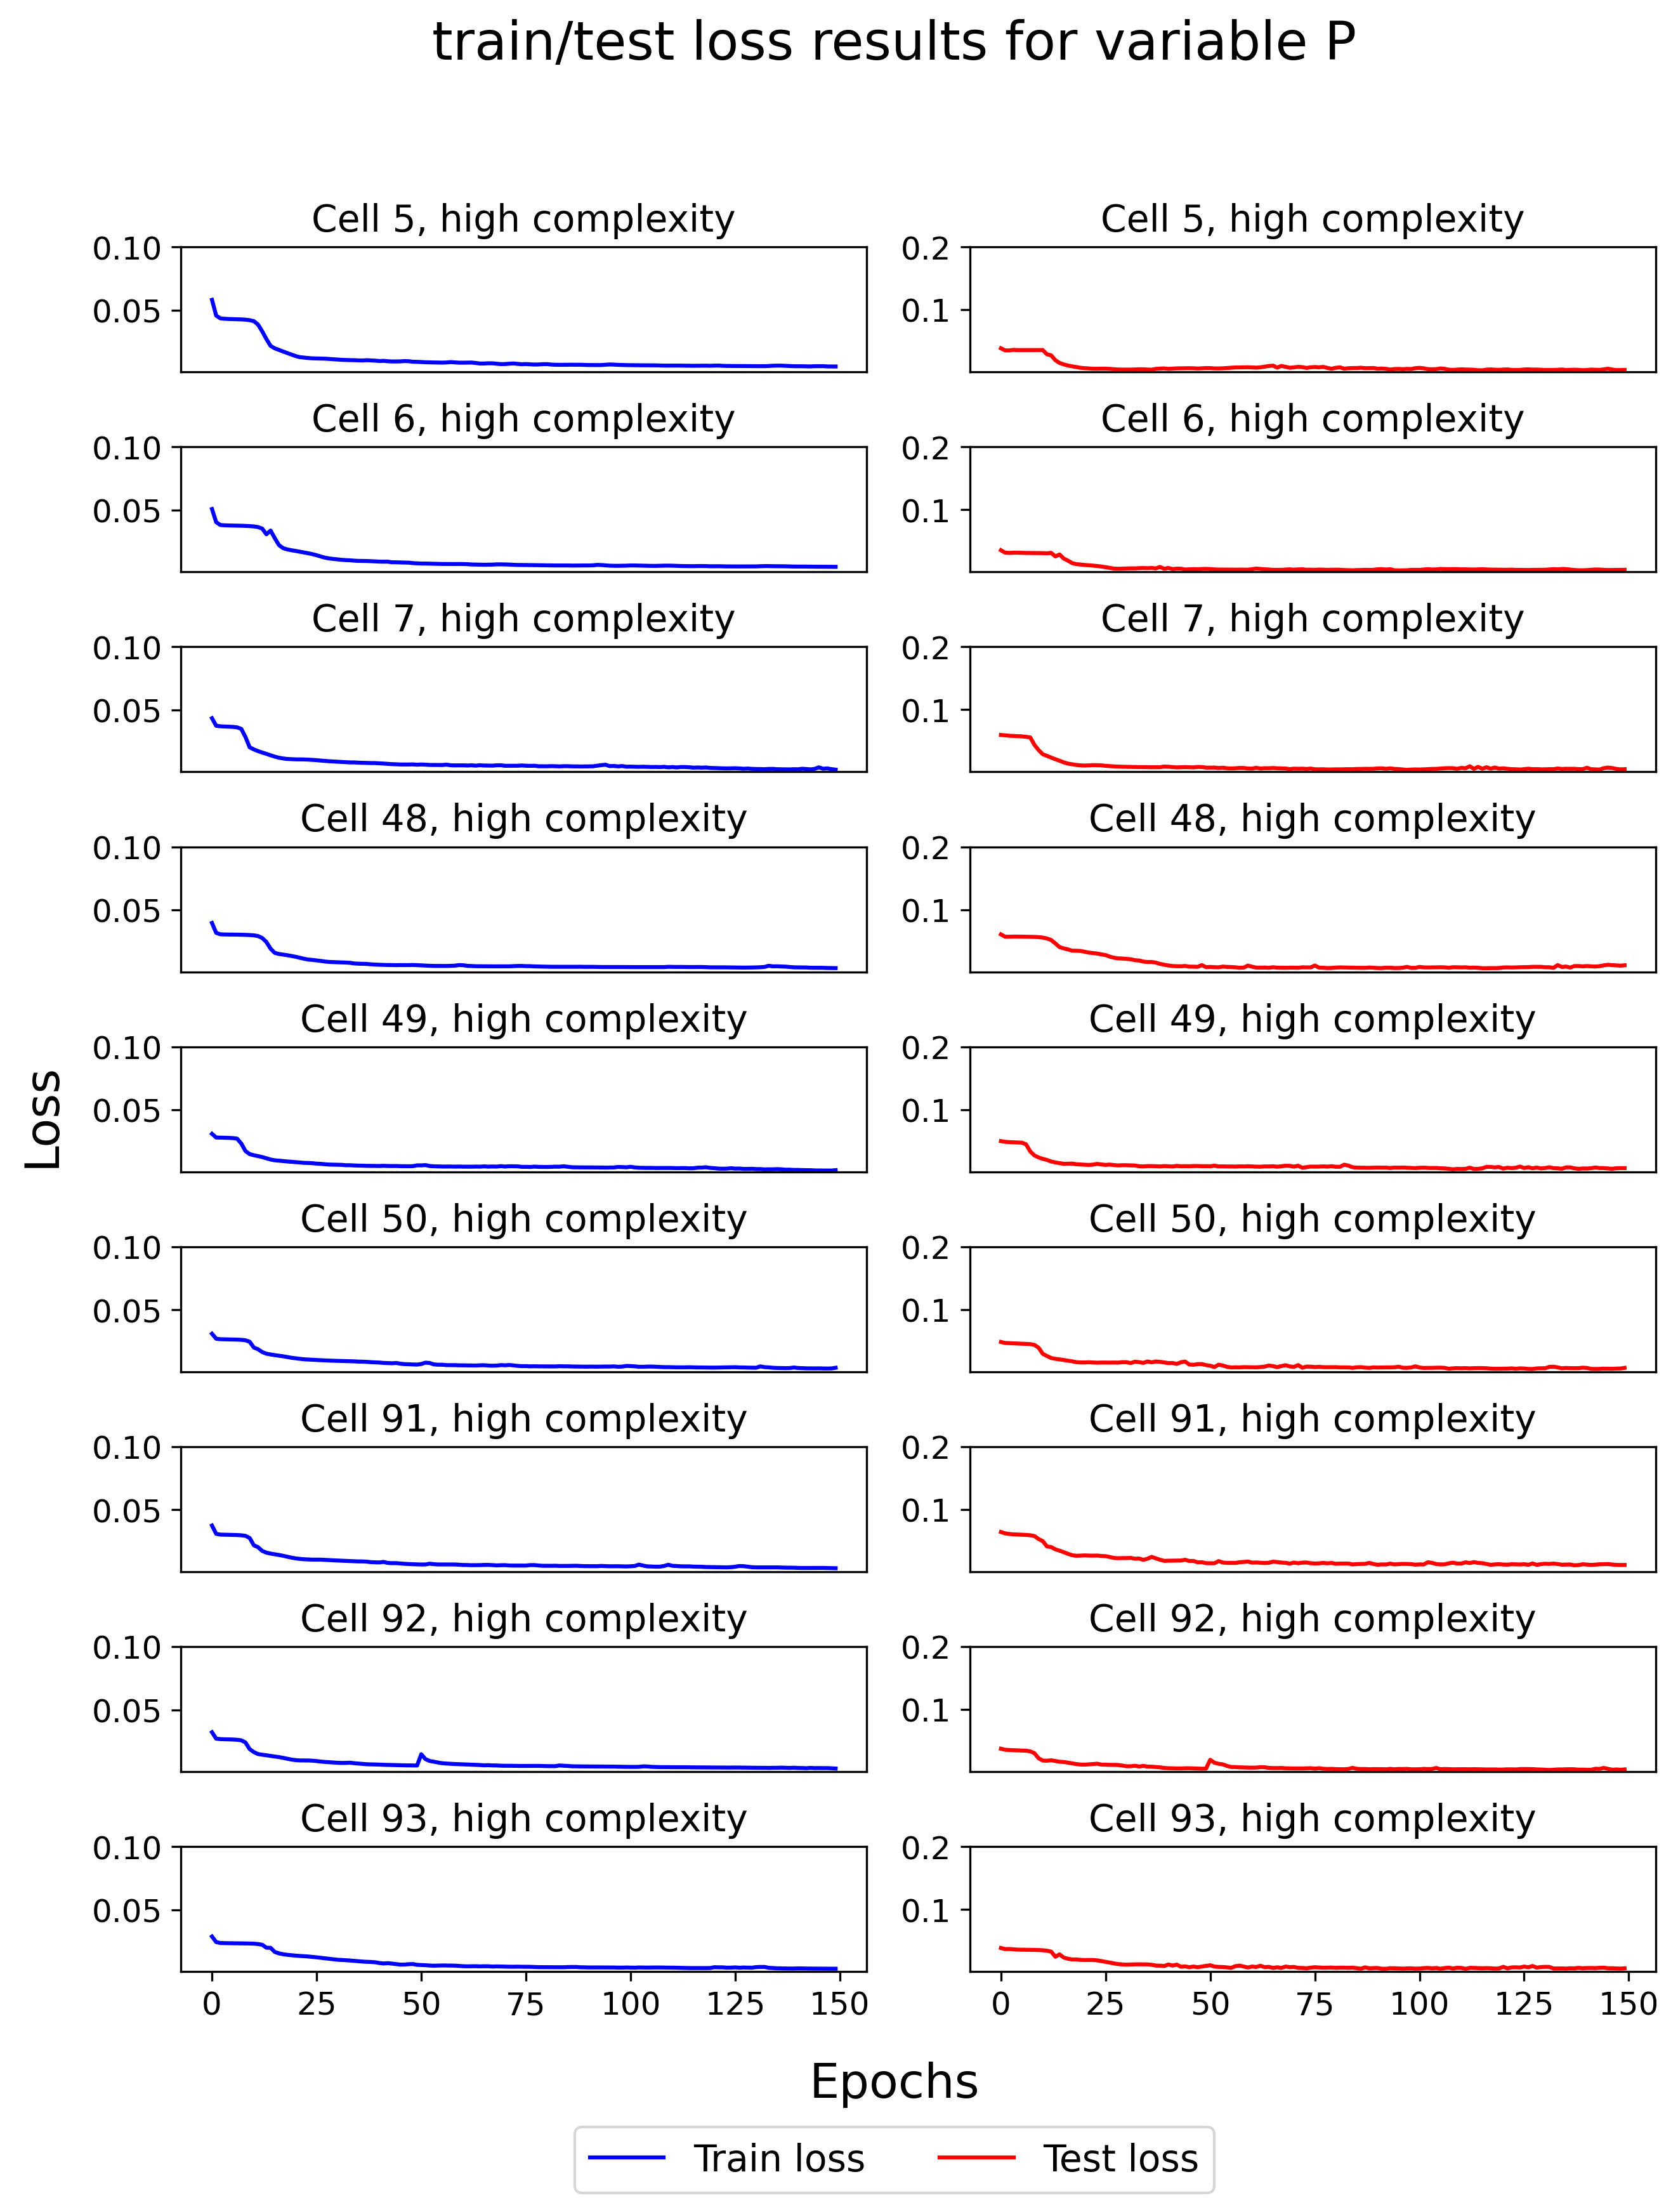 train/test loss results for variable P
Cell 5, high complexity
0.10
0.05
Cell 5, high complexity
0.2
0.1
Cell 6, high complexity
0.10
0.05
Cell 6, high complexity
0.2
0.1
Cell 7, high complexity
0.10
0.05
Cell 7, high complexity
0.2
0.1
Cell 48, high complexity
0.10
0.05
Cell 48, high complexity
0.2
0.1
Cell 49, high complexity
0.10
0.05
Cell 49, high complexity
0.2
0.1
Loss
Cell 50, high complexity
0.10
0.05
Cell 50, high complexity
0.2
0.1
Cell 91, high complexity
0.10
0.05
Cell 91, high complexity
0.2
0.1
Cell 92, high complexity
0.10
0.05
Cell 92, high complexity
0.2
0.1
Cell 93, high complexity
0.10
0.05
Cell 93, high complexity
0.2
0.1
0 25 50 75 100 125 150
0 25 50 75 100 125 150
Epochs
Train loss
Test loss